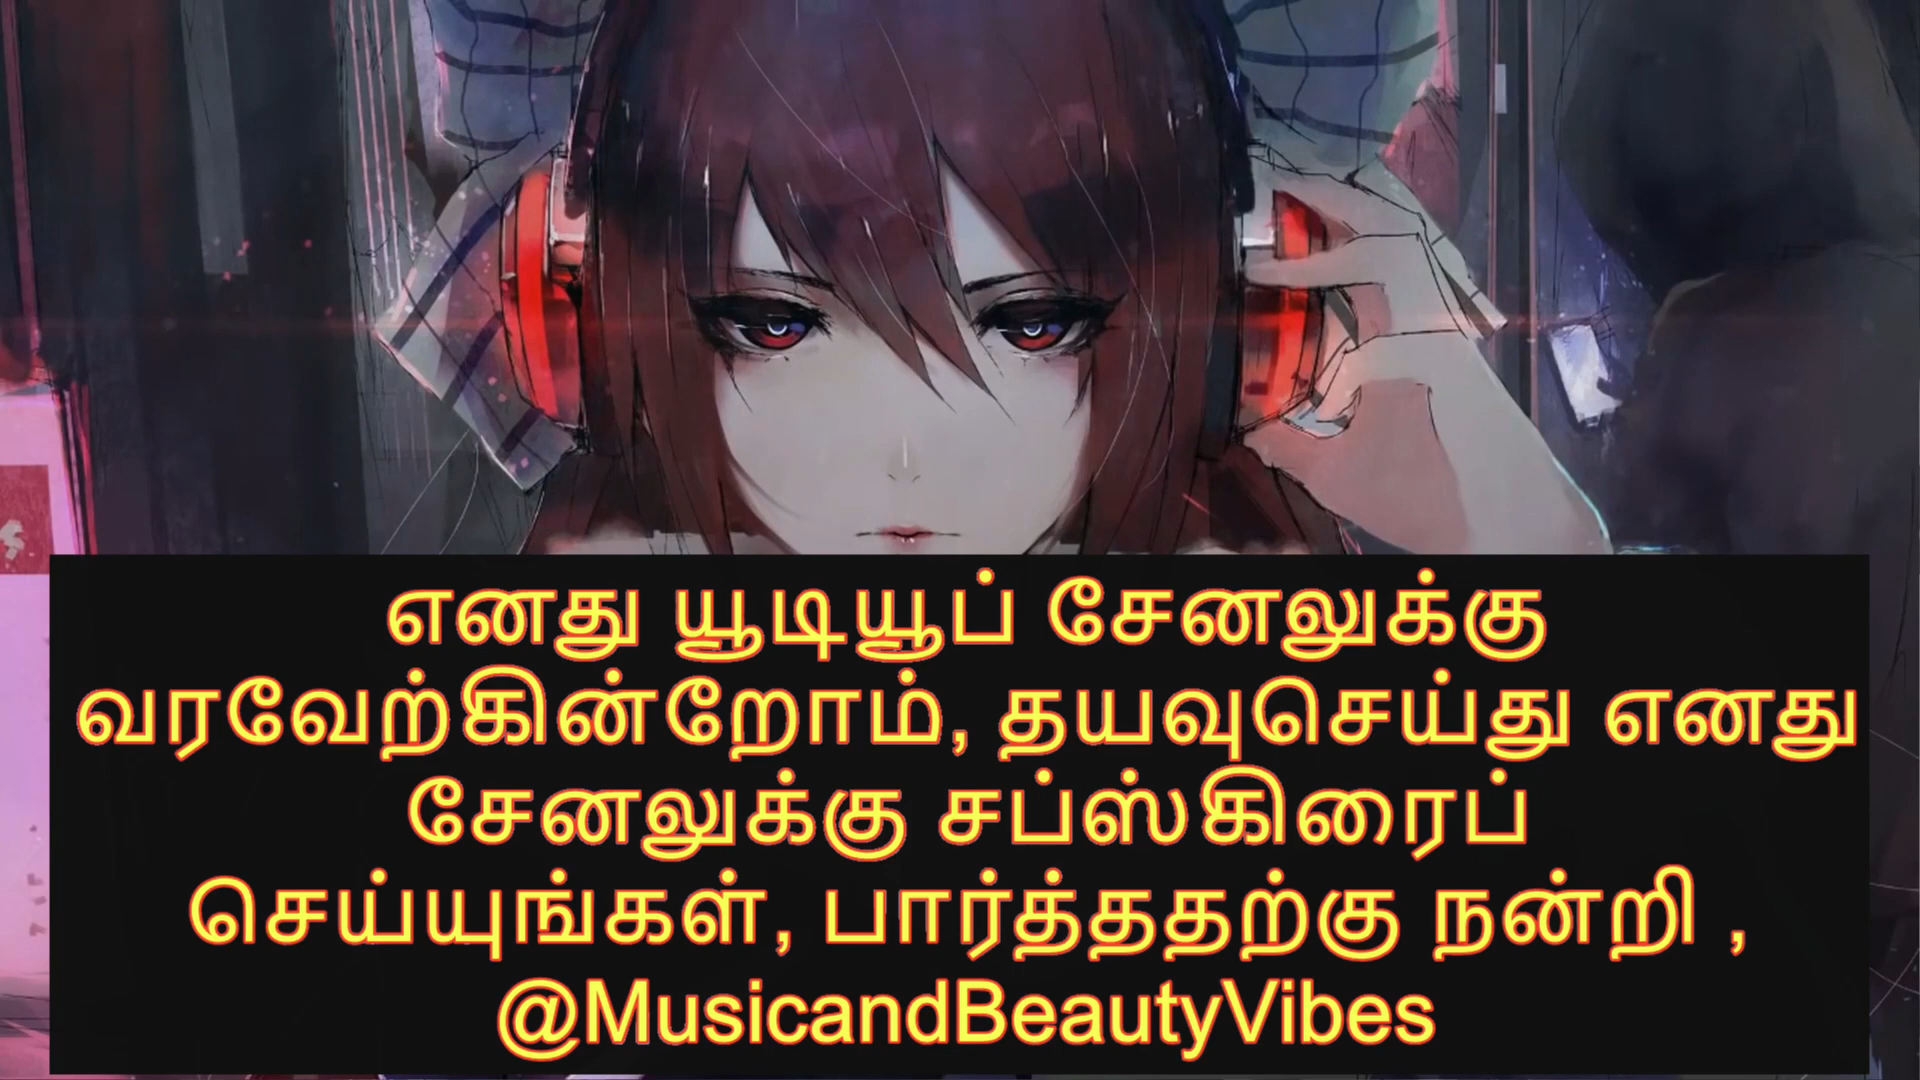 எனது யூடியூப் சேனலுக்கு
வரவேற்கின்றோம், தயவுசெய்து எனது
சேனலுக்கு சப்ஸ்கிரைப்
செய்யுங்கள், பார்த்ததற்கு நன்றி ,
@MusicandBeautyVibes